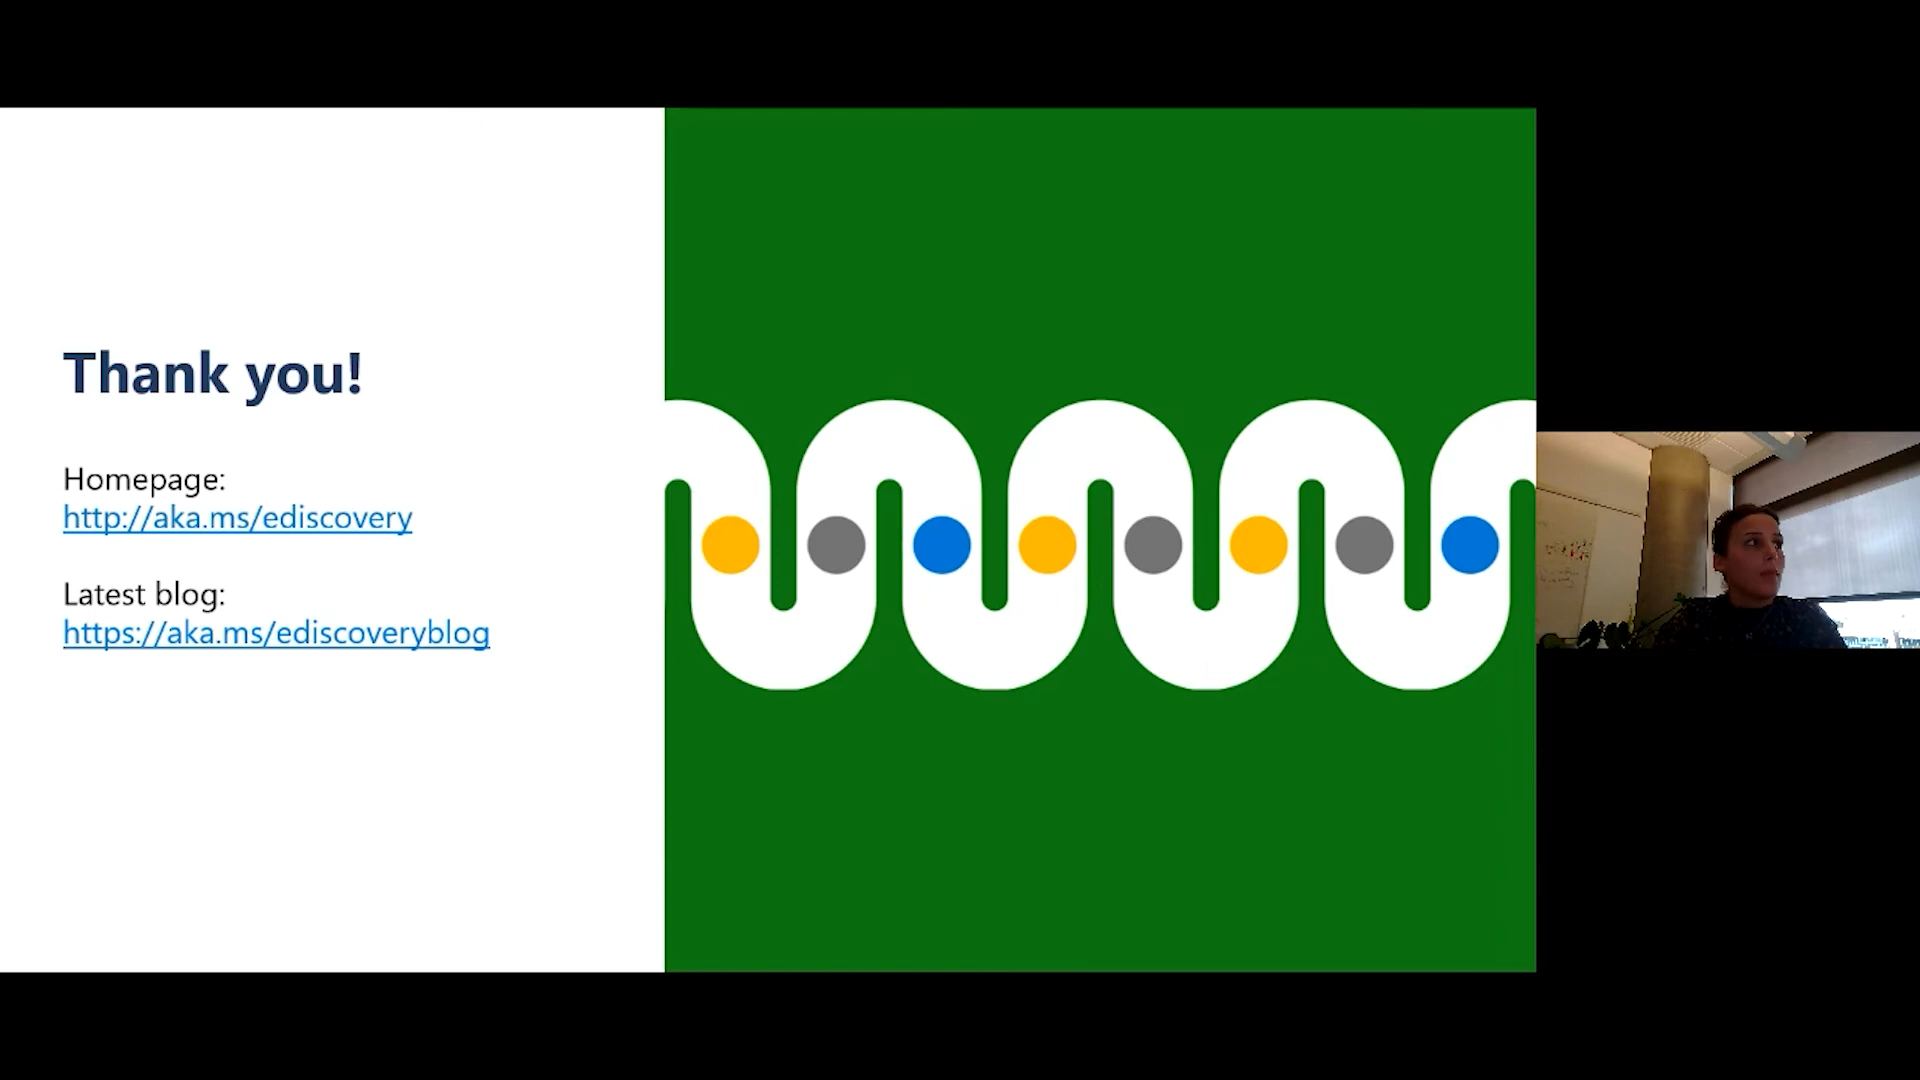 Thank you!
Homepage:
http://aka.ms/ediscovery
Latest blog:
https://aka.ms/ediscoveryblog